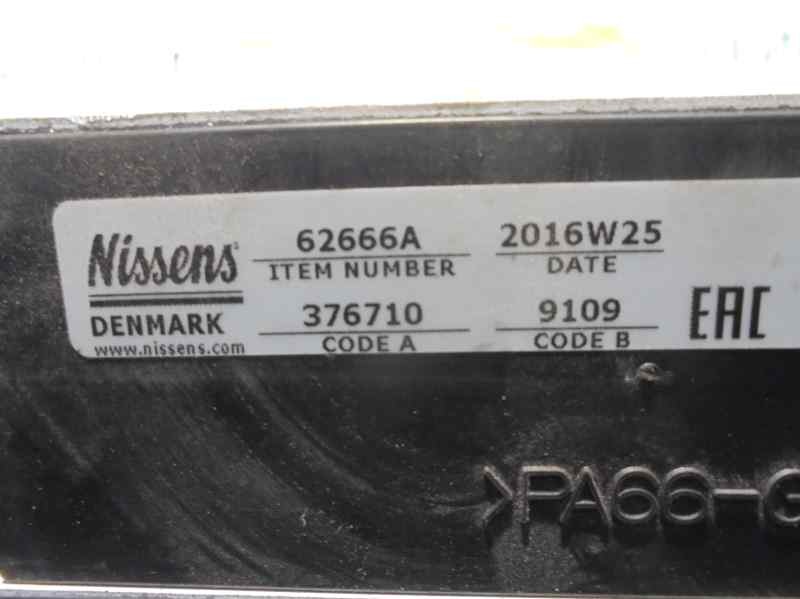 Nissens
DENMARK
www.nissens.com
62666A
ITEM NUMBER
2016W25
DATE
376710
CODE A
9109
CODE B
EAC
>PA66-G